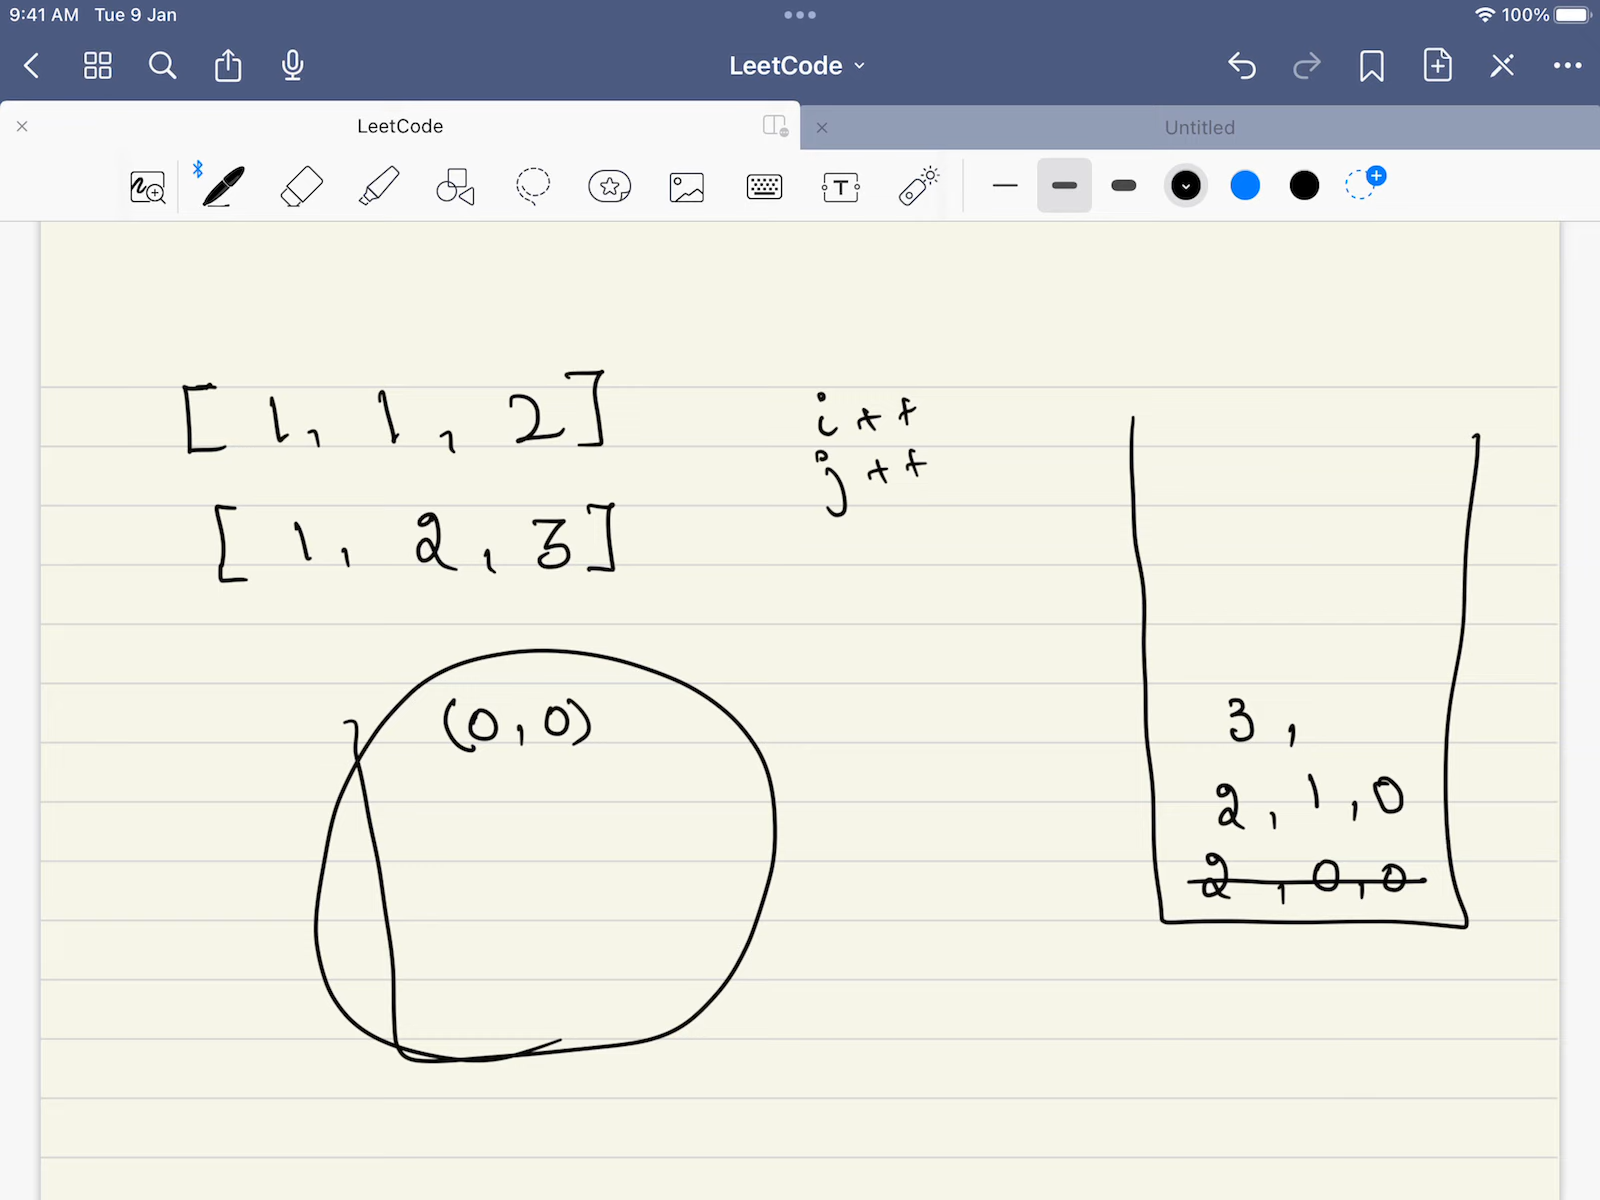 9:41 AM Tue 9 Jan 100%
LeetCode
LeetCode
Untitled
T
[ 1, 1, 2 ]
i++
j++
[ 1, 2, 3 ]
(0,0)
3,
2,1,0
2,0,0